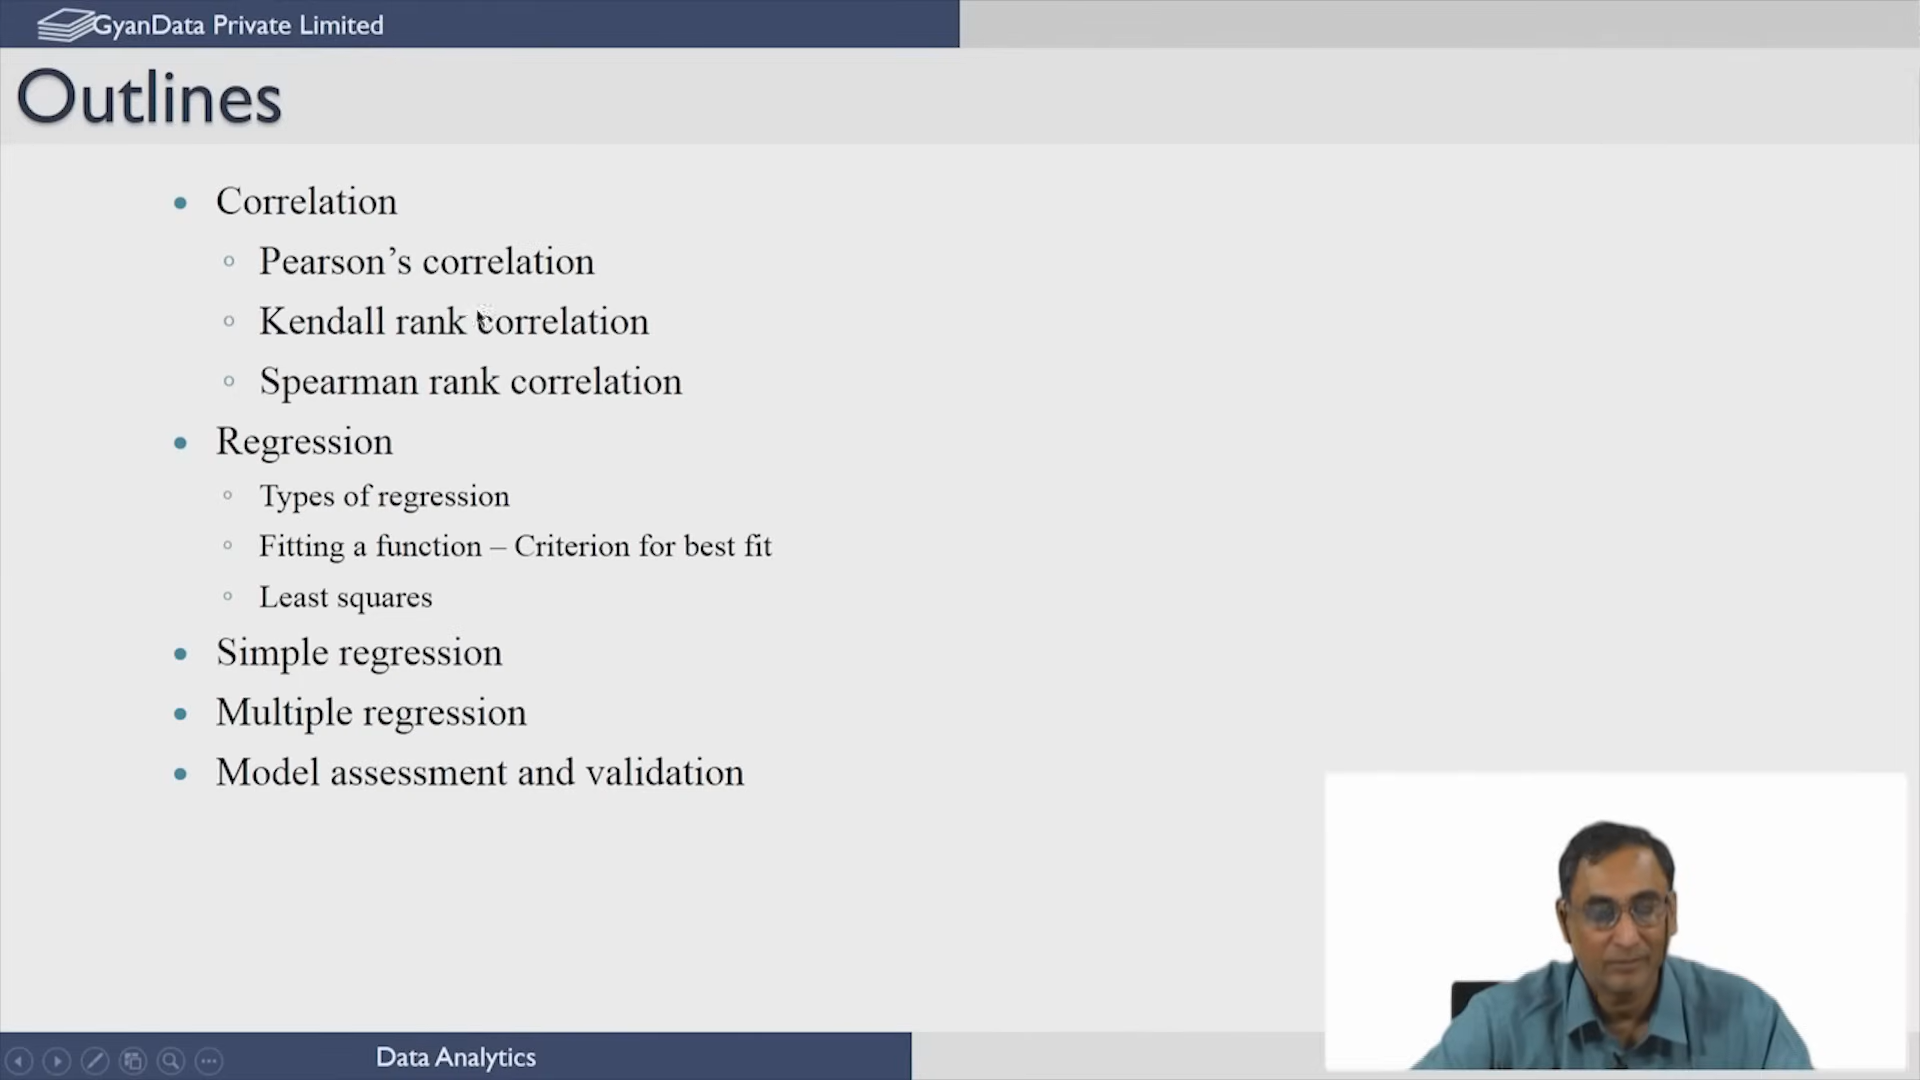 GyanData Private Limited
Outlines
Correlation
Pearson’s correlation
Kendall rank correlation
Spearman rank correlation
Regression
Types of regression
Fitting a function – Criterion for best fit
Least squares
Simple regression
Multiple regression
Model assessment and validation
Data Analytics